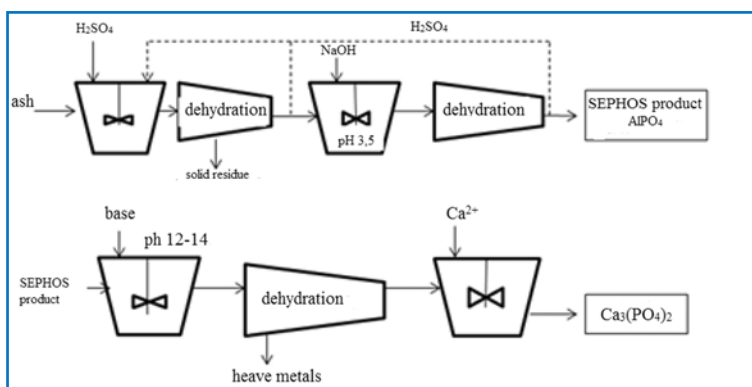 H₂SO₄
H₂SO₄
NaOH
ash
dehydration
dehydration
SEPHOS product
AlPO₄
pH 3,5
solid residue
base
ph 12-14
Ca²⁺
SEPHOS
product
dehydration
Ca₃(PO₄)₂
heave metals